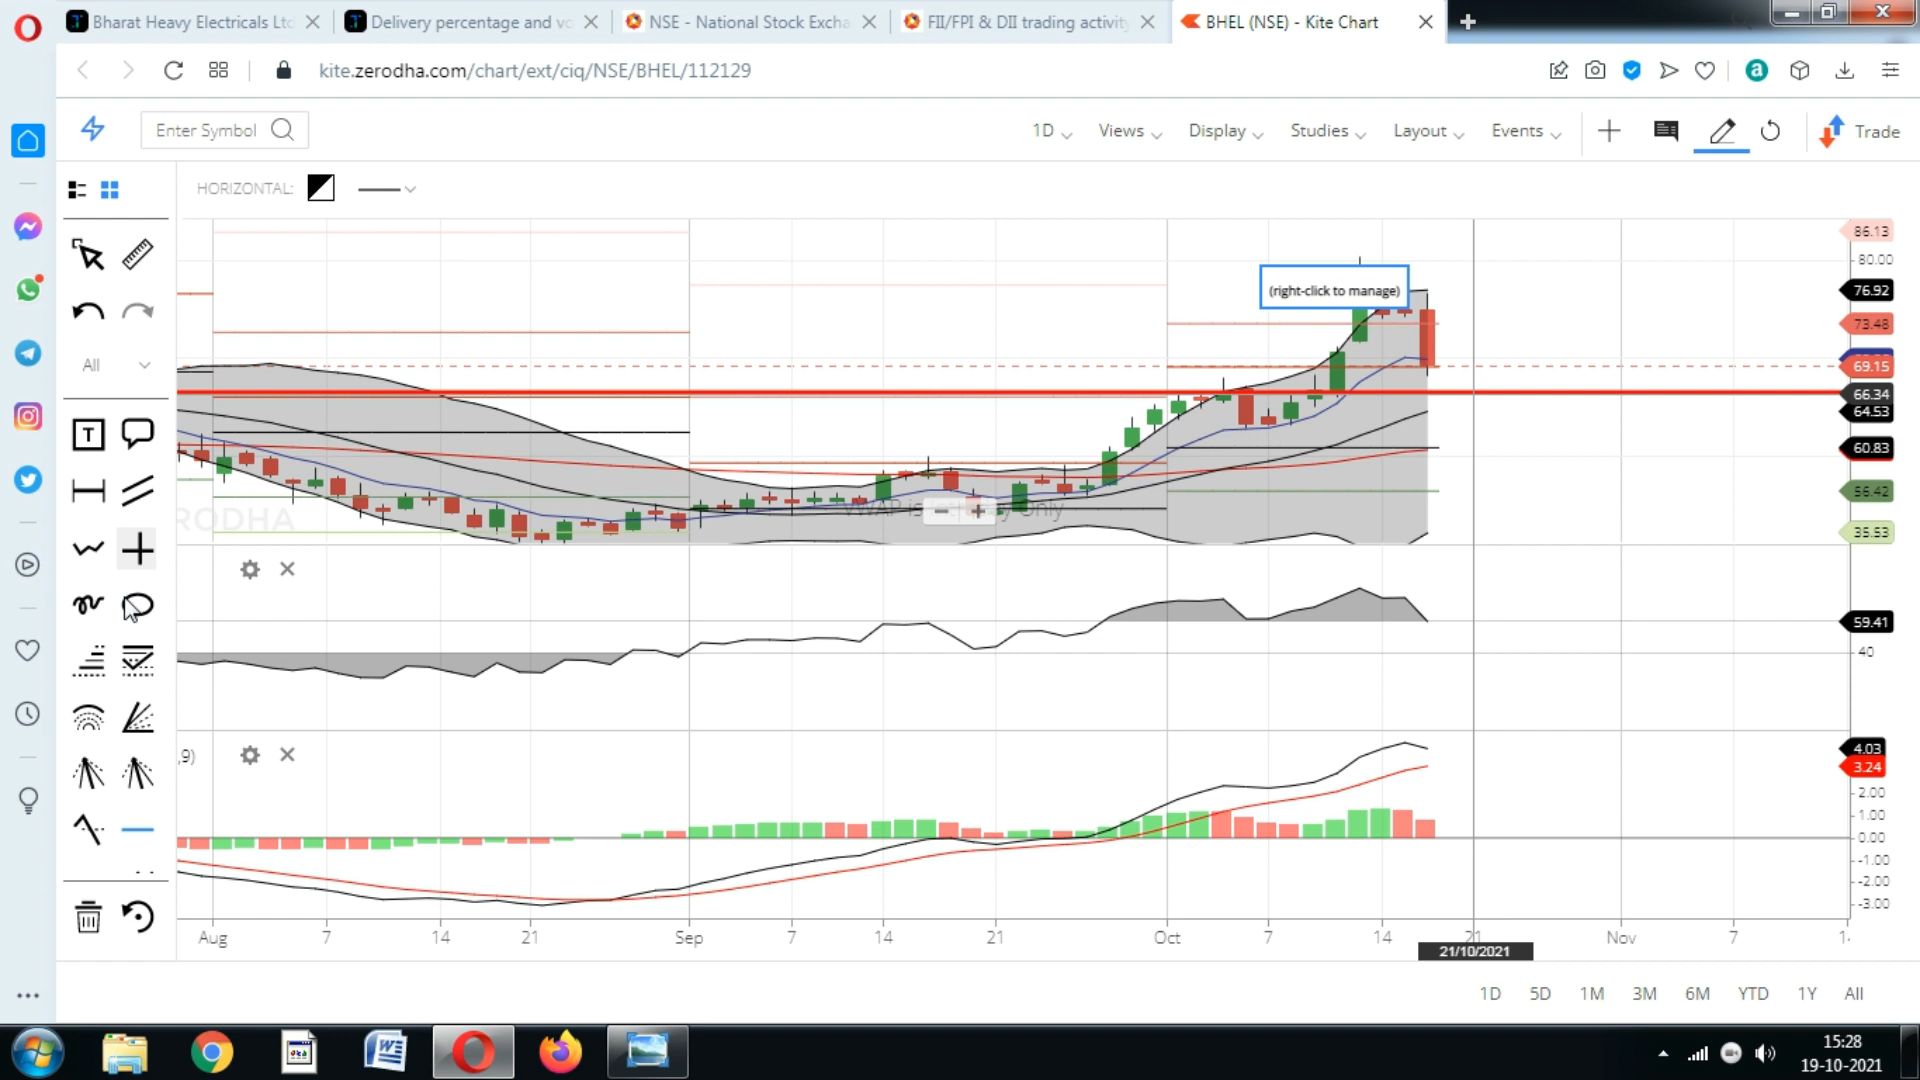 Bharat Heavy Electricals Ltd
Delivery percentage and vo
NSE - National Stock Excha
FII/FPI & DII trading activity
BHEL (NSE) - Kite Chart
kite.zerodha.com/chart/ext/ciq/NSE/BHEL/112129
Enter Symbol
1D
Views
Display
Studies
Layout
Events
Trade
HORIZONTAL:
All
T
(right-click to manage)
86.13
80.00
76.92
73.48
69.15
66.34
64.53
60.83
56.42
35.53
RODHA
59.41
40
,9)
4.03
3.24
2.00
1.00
0.00
-1.00
-2.00
-3.00
Aug 7 14 21 Sep 7 14 21 Oct 7 14 21 Nov 7
21/10/2021
1D 5D 1M 3M 6M YTD 1Y All
15:28
19-10-2021